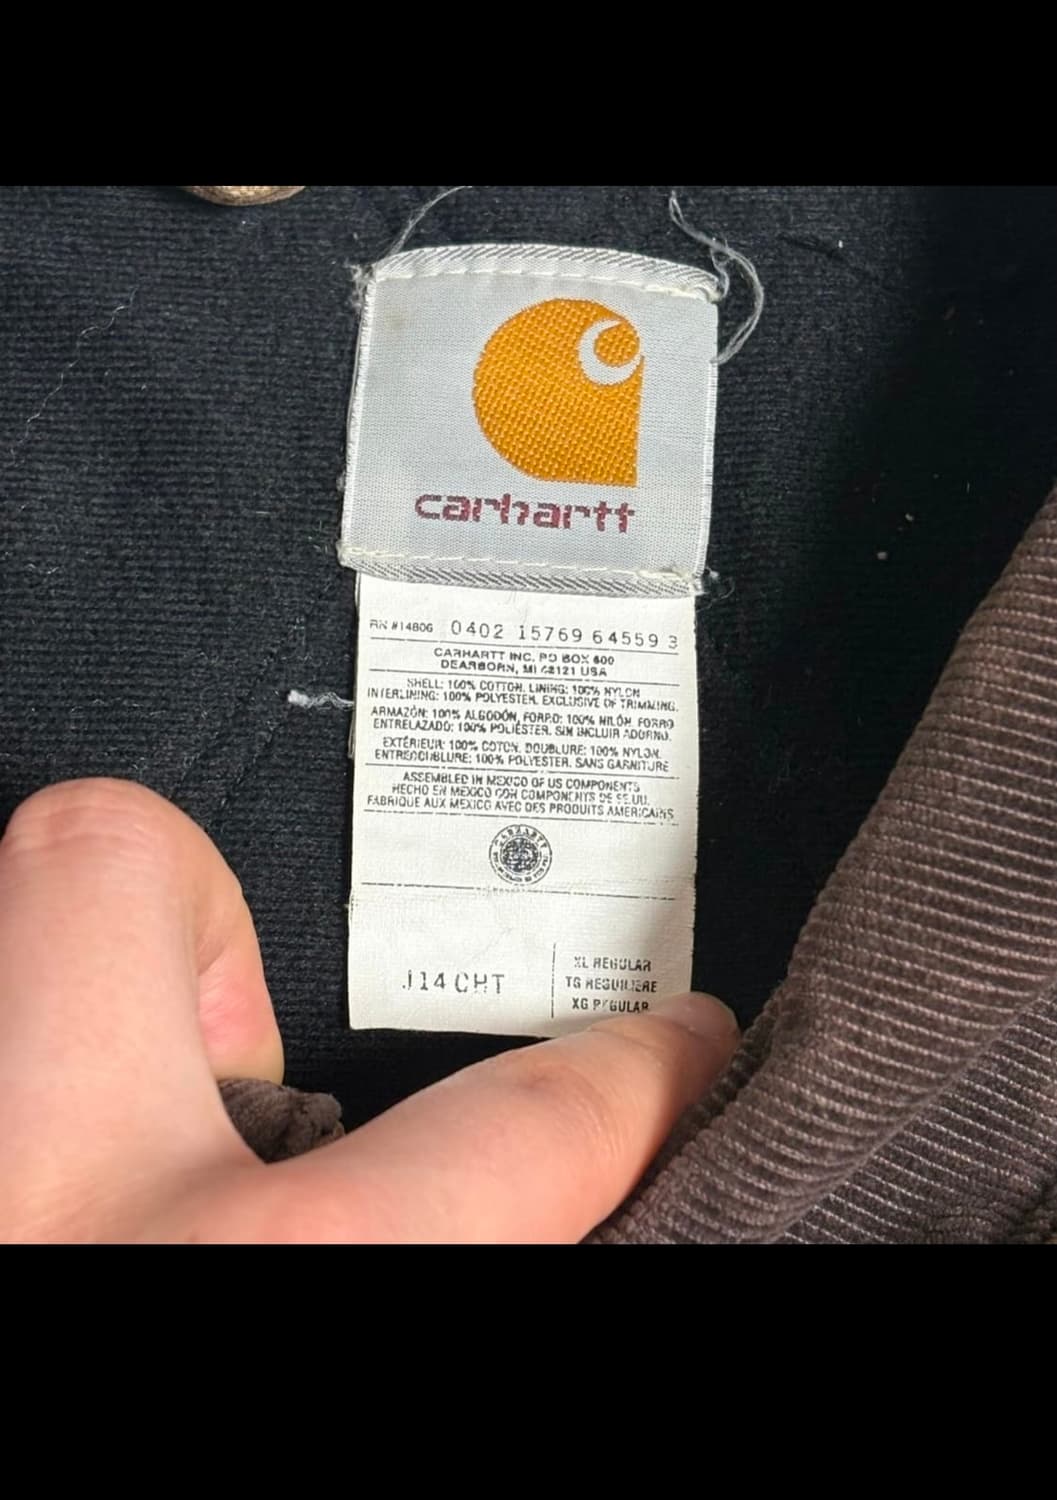 carhartt
RN #14806 0402 15769 64559 3
CARHARTT INC, PO BOX 600
DEARBORN, MI 48121 USA
SHELL: 100% COTTON. LINING: 100% NYLON
INTERLINING: 100% POLYESTER. EXCLUSIVE OF TRIMMING.
ARMAZÓN: 100% ALGODÓN, FORRO: 100% NILÓN. FORRO
ENTRELAZADO: 100% POLIÉSTER. SIN INCLUIR ADORNO.
EXTÉRIEUR: 100% COTON. DOUBLURE: 100% NYLON.
ENTREDOUBLURE: 100% POLYESTER. SANS GARNITURE
ASSEMBLED IN MEXICO OF US COMPONENTS
HECHO EN MEXICO CON COMPONENTS DE EE.UU.
FABRIQUE AUX MEXICO AVEC DES PRODUITS AMERICAINS
CARHARTT
J14 CHT
XL REGULAR
TG REGULIERE
XG REGULAR